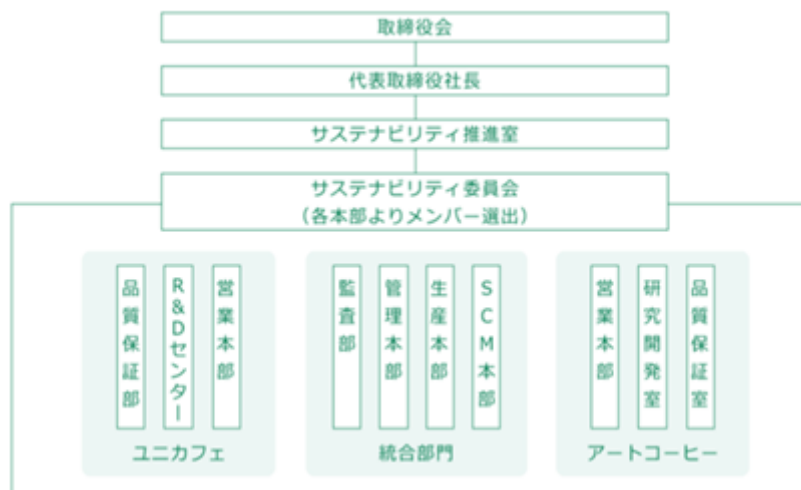 取締役会
代表取締役社長
サステナビリティ推進室
サステナビリティ委員会
（各本部よりメンバー選出）
品質保証部
R&Dセンター
営業本部
ユニカフェ
監査部
管理本部
生産本部
SCM本部
統合部門
営業本部
研究開発室
品質保証室
アートコーヒー